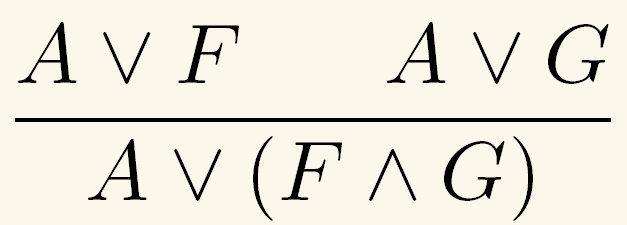 A ∨ F A ∨ G
A ∨ (F ∧ G)